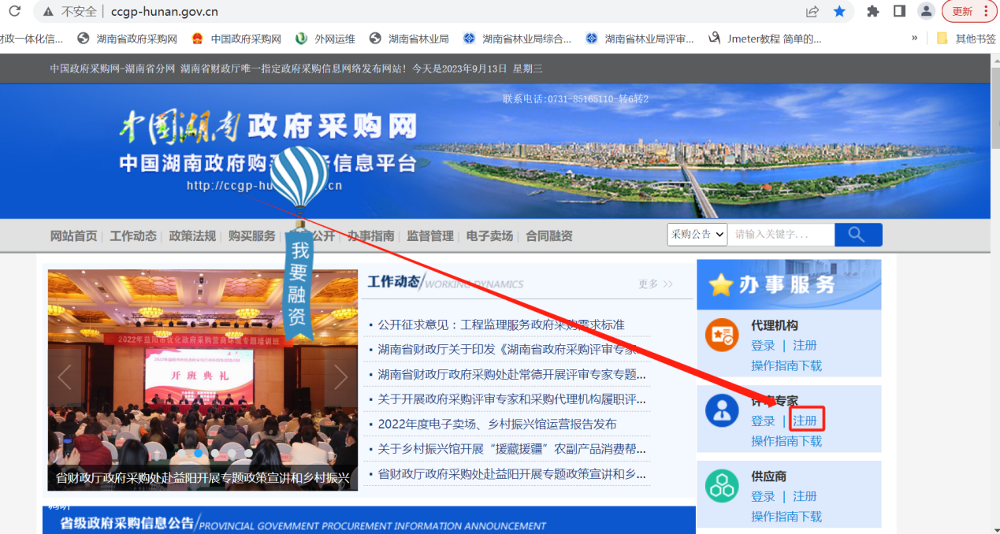 不安全 ccgp-hunan.gov.cn
更新
财政一体化信... 湖南省政府采购网 中国政府采购网 外网运维 湖南省林业局 湖南省林业局综合... 湖南省林业局评审... Jmeter教程 简单的... » 其他书签
中国政府采购网-湖南省分网 湖南省财政厅唯一指定政府采购信息网络发布网站！今天是2023年9月13日 星期三
联系电话:0731-85165110-转6转2
中国湖南 政府采购网
中国湖南政府购 信息平台
http://ccgp-hu .cn
网站首页 工作动态 政策法规 购买服务 公开 办事指南 监督管理 电子卖场 合同融资
采购公告 请输入关键字...
我要融资
2022年益阳市优化政府采购营商环境专题培训班
开班典礼
省财政厅政府采购处赴益阳开展专题政策宣讲和乡村振兴
调研
工作动态 WORKING DYNAMICS 更多 >>
公开征求意见：工程监理服务政府采购需求标准
湖南省财政厅关于印发《湖南省政府采购评审专家...
湖南省财政厅政府采购处赴常德开展评审专家专题...
关于开展政府采购评审专家和采购代理机构履职评...
2022年度电子卖场、乡村振兴馆运营报告发布
关于乡村振兴馆开展“援藏援疆”农副产品消费帮...
省财政厅政府采购处赴益阳开展专题政策宣讲和乡...
办事服务
代理机构
登录 | 注册
操作指南下载
评审专家
登录 | 注册
操作指南下载
供应商
登录 | 注册
操作指南下载
省级政府采购信息公告 PROVINCIAL GOVEMMENT PROCUREMENT INFORMATION ANNOUNCEMENT